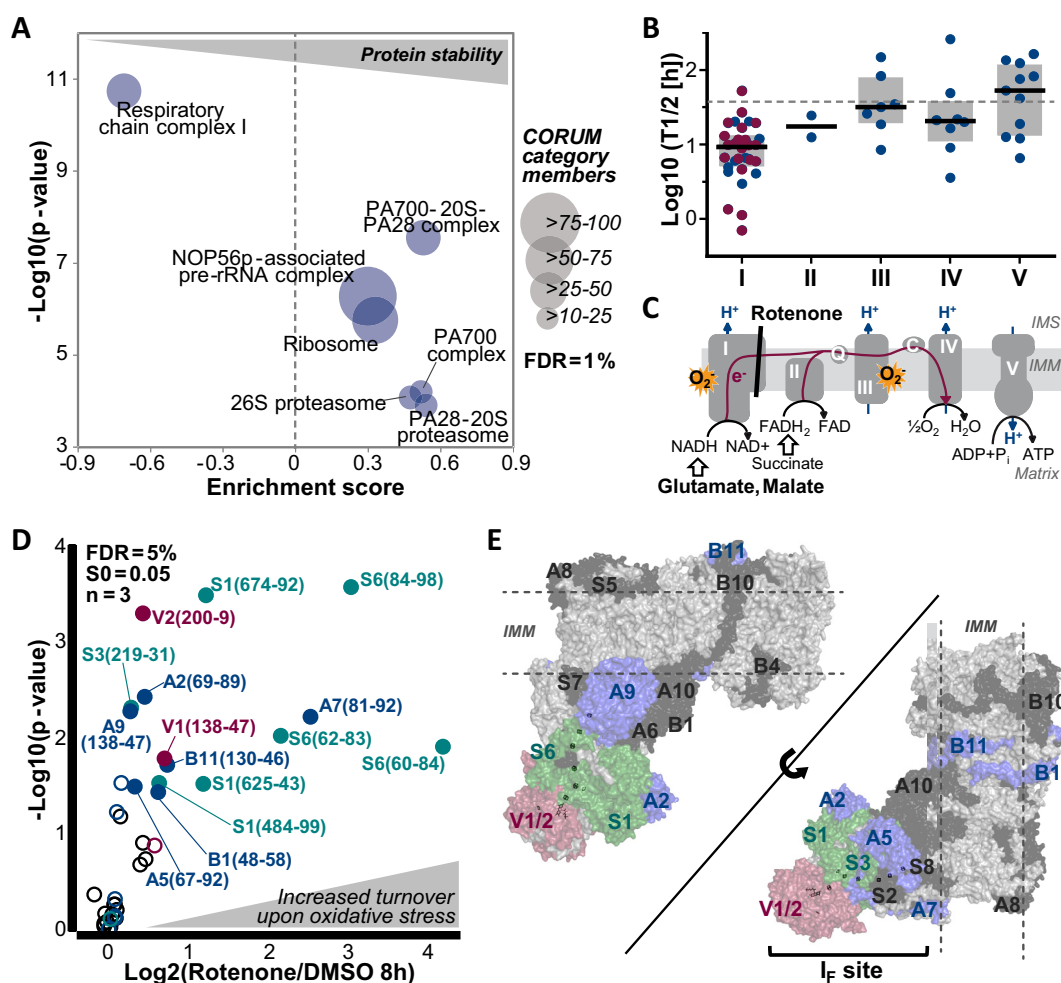 A
Protein stability
-Log10(p-value)
11
9
7
5
3
Respiratory
chain complex I
PA700-20S-
PA28 complex
NOP56p-associated
pre-rRNA complex
Ribosome
PA700
complex
26S proteasome
PA28-20S
proteasome
-0.9
-0.6
-0.3
0
0.3
0.6
0.9
Enrichment score
CORUM
category
members
>75-100
>50-75
>25-50
>10-25
FDR=1%
B
Log10 (T1/2 [h])
2
1
0
I
II
III
IV
V
C
H+
Rotenone
H+
H+
IMS
I
II
Q
III
C
IV
V
IMM
O2-
e-
O2-
NADH
NAD+
FADH2
FAD
½O2
H2O
H+
ADP+Pi
ATP
Succinate
Matrix
Glutamate, Malate
D
FDR=5%
S0=0.05
n=3
-Log10(p-value)
4
3
2
1
0
S1(674-92)
S6(84-98)
V2(200-9)
S3(219-31)
A2(69-89)
A7(81-92)
A9
(138-47)
V1(138-47)
S6(62-83)
B11(130-46)
S6(60-84)
S1(625-43)
S1(484-99)
B1(48-58)
A5(67-92)
Increased turnover
upon oxidative stress
0
1
2
3
4
Log2(Rotenone/DMSO 8h)
E
B11
A8
S5
B10
IMM
B4
S7
A9
A10
A6
B1
S6
A2
V1/2
S1
IMM
B10
B11
B1
A10
A2
S1
A5
S3
S8
S2
V1/2
A7
A8
IF site